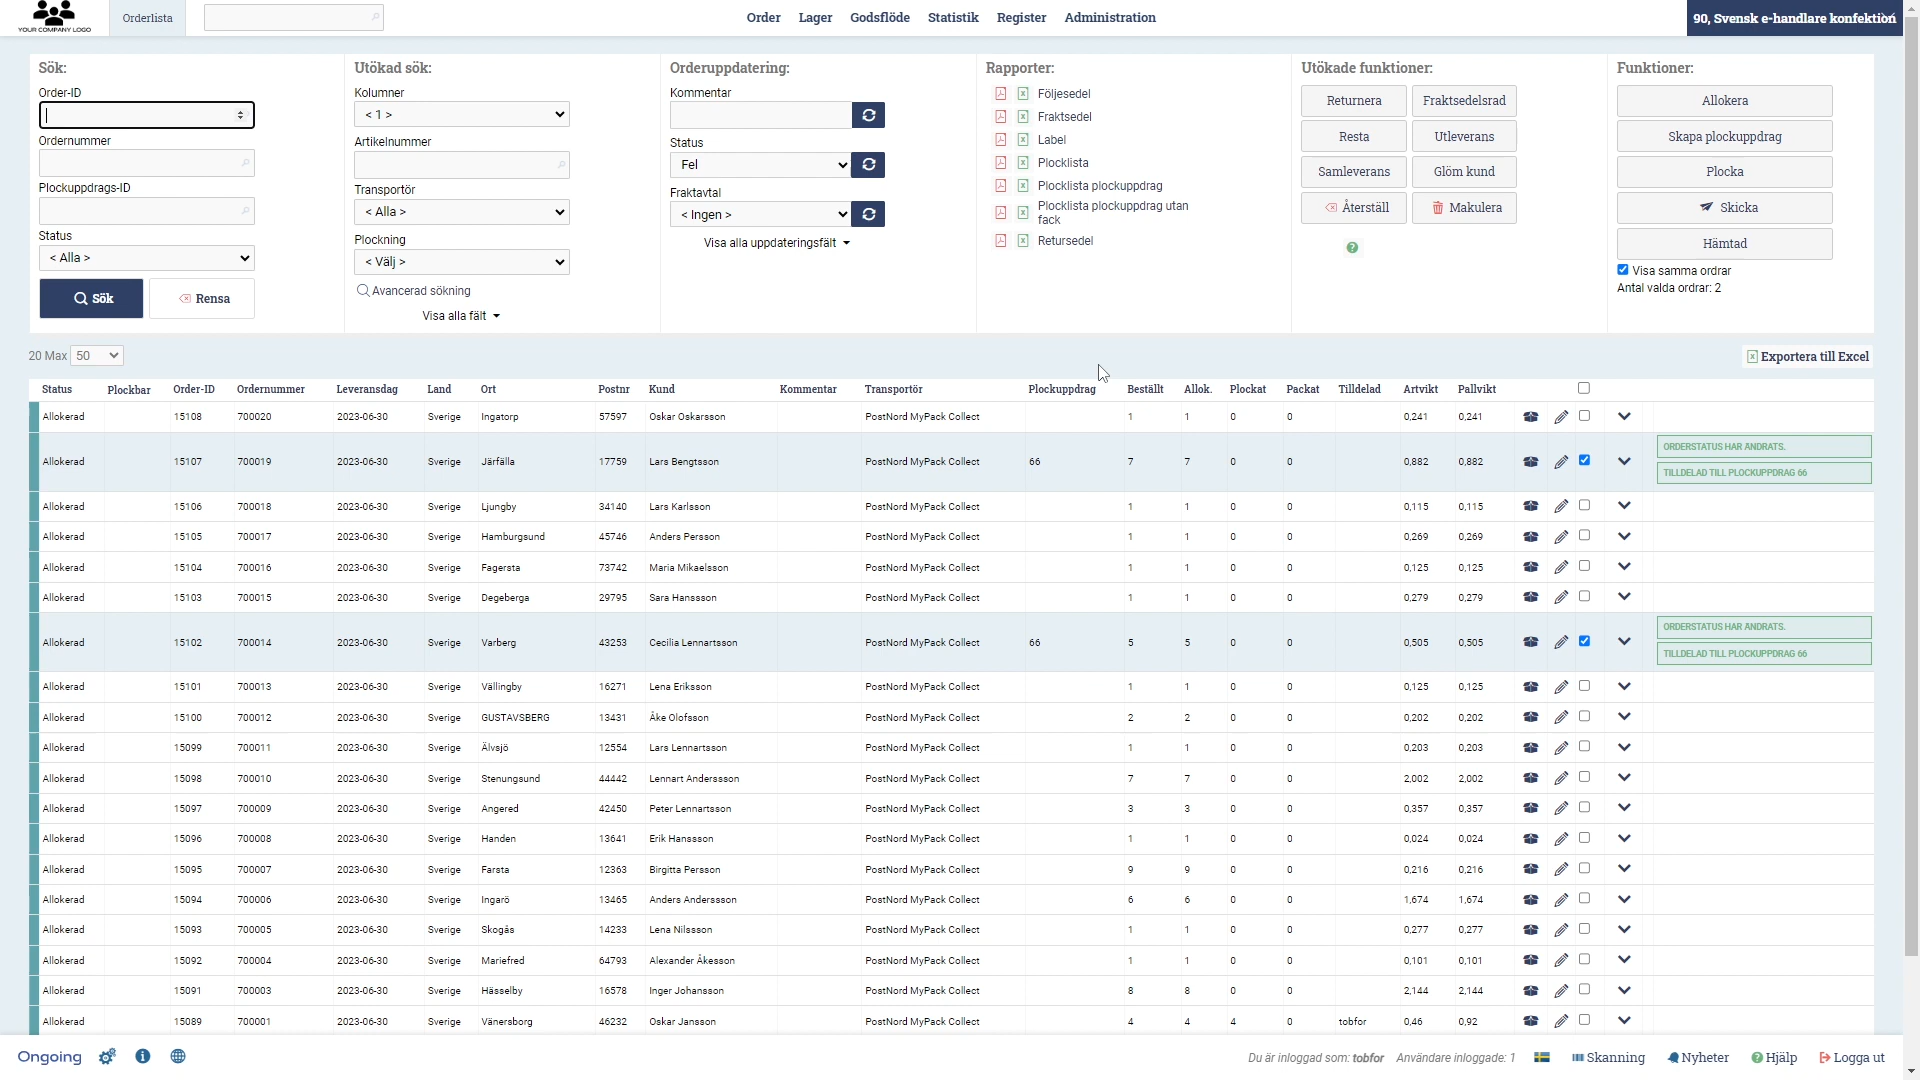 YOUR COMPANY LOGO
Orderlista
Order Lager Godsflöde Statistik Register Administration
90, Svensk e-handlare konfektion
Sök:
Order-ID
Ordernummer
Plockuppdrags-ID
Status
< Alla >
Sök Rensa
Utökad sök:
Kolumner
< 1 >
Artikelnummer
Transportör
< Alla >
Plockning
< Välj >
Avancerad sökning
Visa alla fält
Orderuppdatering:
Kommentar
Status
Fel
Fraktavtal
< Ingen >
Visa alla uppdateringsfält
Rapporter:
Följesedel
Fraktsedel
Label
Plocklista
Plocklista plockuppdrag
Plocklista plockuppdrag utan
fack
Retursedel
Utökade funktioner:
Returnera Fraktsedelsrad
Resta Utleverans
Samleverans Glöm kund
Återställ Makulera
Funktioner:
Allokera
Skapa plockuppdrag
Plocka
Skicka
Hämtad
Visa samma ordrar
Antal valda ordrar: 2
20 Max 50
Exportera till Excel
Status Plockbar Order-ID Ordernummer Leveransdag Land Ort Postnr Kund Kommentar Transportör Plockuppdrag Beställt Allok. Plockat Packat Tilldelad Artvikt Pallvikt
Allokerad 15108 700020 2023-06-30 Sverige Ingatorp 57597 Oskar Oskarsson PostNord MyPack Collect 1 1 0 0 0,241 0,241
Allokerad 15107 700019 2023-06-30 Sverige Järfälla 17759 Lars Bengtsson PostNord MyPack Collect 66 7 7 0 0 0,882 0,882
ORDERSTATUS HAR ÄNDRATS.
TILLDELAD TILL PLOCKUPPDRAG 66
Allokerad 15106 700018 2023-06-30 Sverige Ljungby 34140 Lars Karlsson PostNord MyPack Collect 1 1 0 0 0,115 0,115
Allokerad 15105 700017 2023-06-30 Sverige Hamburgsund 45746 Anders Persson PostNord MyPack Collect 1 1 0 0 0,269 0,269
Allokerad 15104 700016 2023-06-30 Sverige Fagersta 73742 Maria Mikaelsson PostNord MyPack Collect 1 1 0 0 0,125 0,125
Allokerad 15103 700015 2023-06-30 Sverige Degeberga 29795 Sara Hanssson PostNord MyPack Collect 1 1 0 0 0,279 0,279
Allokerad 15102 700014 2023-06-30 Sverige Varberg 43253 Cecilia Lennartsson PostNord MyPack Collect 66 5 5 0 0 0,505 0,505
ORDERSTATUS HAR ÄNDRATS.
TILLDELAD TILL PLOCKUPPDRAG 66
Allokerad 15101 700013 2023-06-30 Sverige Vällingby 16271 Lena Eriksson PostNord MyPack Collect 1 1 0 0 0,125 0,125
Allokerad 15100 700012 2023-06-30 Sverige GUSTAVSBERG 13431 Åke Olofsson PostNord MyPack Collect 2 2 0 0 0,202 0,202
Allokerad 15099 700011 2023-06-30 Sverige Älvsjö 12554 Lars Lennartsson PostNord MyPack Collect 1 1 0 0 0,203 0,203
Allokerad 15098 700010 2023-06-30 Sverige Stenungsund 44442 Lennart Anderssson PostNord MyPack Collect 7 7 0 0 2,002 2,002
Allokerad 15097 700009 2023-06-30 Sverige Angered 42450 Peter Lennartsson PostNord MyPack Collect 3 3 0 0 0,357 0,357
Allokerad 15096 700008 2023-06-30 Sverige Handen 13641 Erik Hanssson PostNord MyPack Collect 1 1 0 0 0,024 0,024
Allokerad 15095 700007 2023-06-30 Sverige Farsta 12363 Birgitta Persson PostNord MyPack Collect 9 9 0 0 0,216 0,216
Allokerad 15094 700006 2023-06-30 Sverige Ingarö 13465 Anders Anderssson PostNord MyPack Collect 6 6 0 0 1,674 1,674
Allokerad 15093 700005 2023-06-30 Sverige Skogås 14233 Lena Nilssson PostNord MyPack Collect 1 1 0 0 0,277 0,277
Allokerad 15092 700004 2023-06-30 Sverige Mariefred 64793 Alexander Åkesson PostNord MyPack Collect 1 1 0 0 0,101 0,101
Allokerad 15091 700003 2023-06-30 Sverige Hässelby 16578 Inger Johansson PostNord MyPack Collect 8 8 0 0 2,144 2,144
Allokerad 15089 700001 2023-06-30 Sverige Vänersborg 46232 Oskar Jansson PostNord MyPack Collect 4 4 4 0 tobfor 0,46 0,92
Ongoing
Du är inloggad som: tobfor Användare inloggade: 1 Skanning Nyheter Hjälp Logga ut